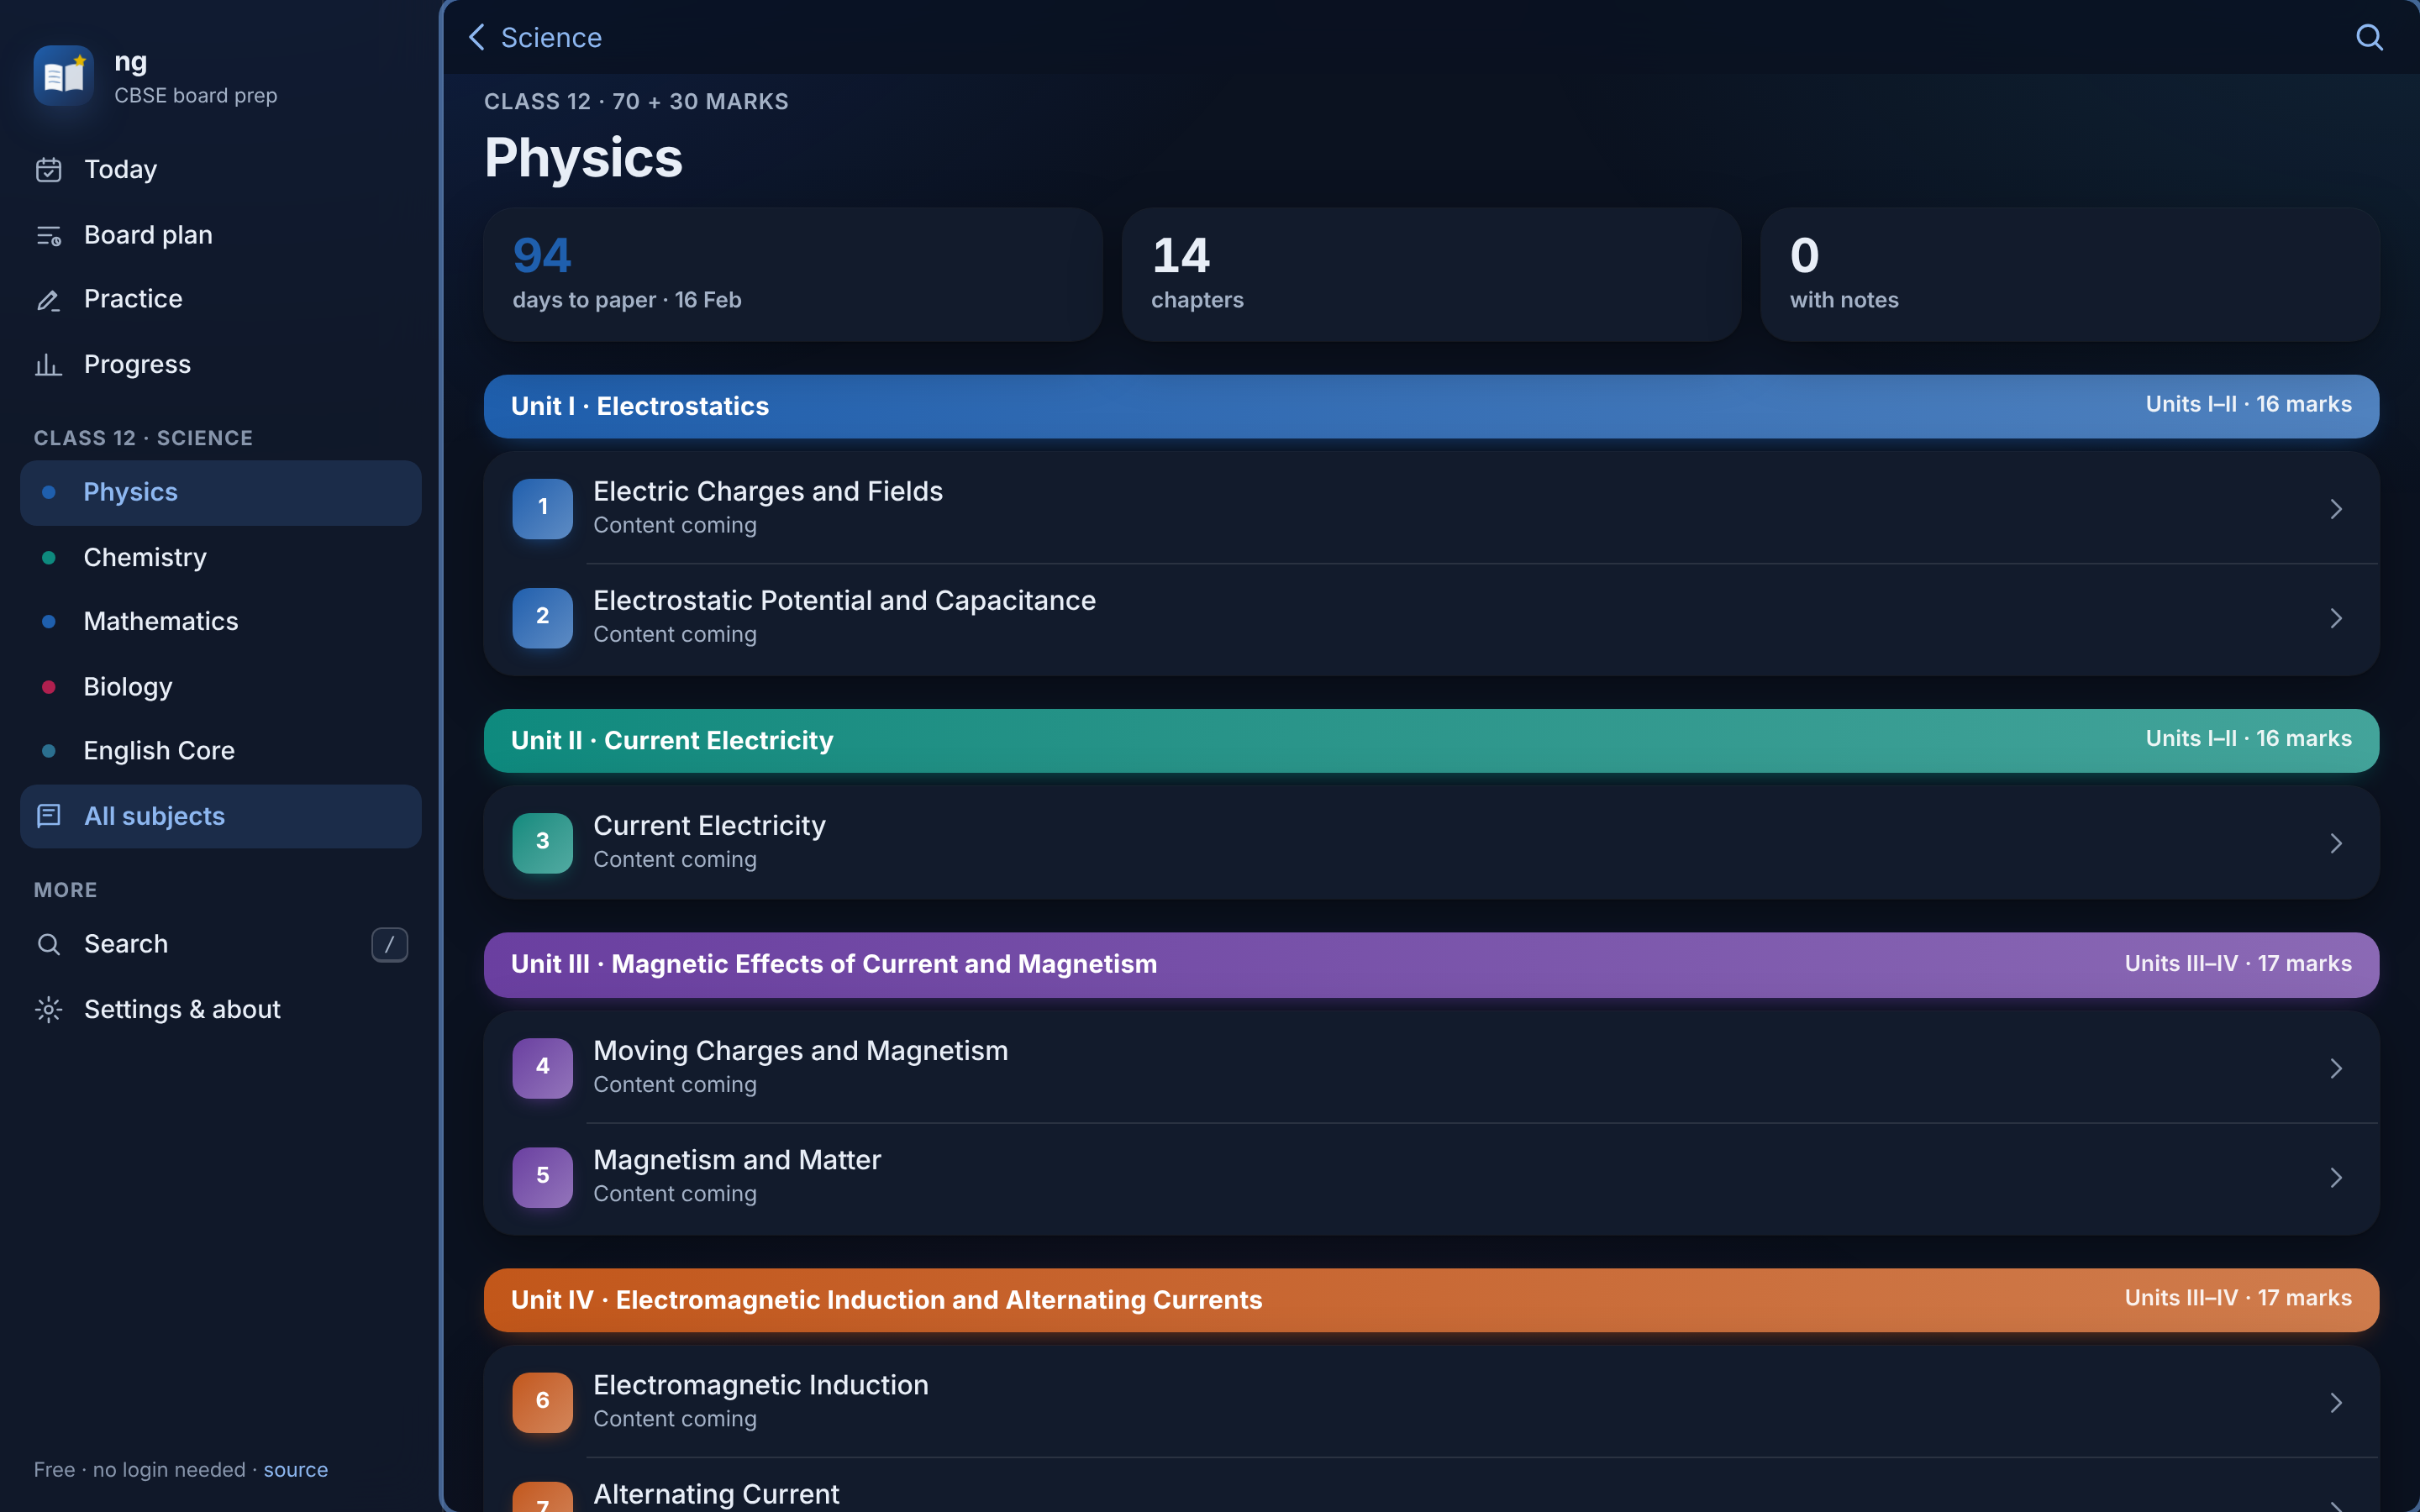 ng
CBSE board prep
Today
Board plan
Practice
Progress
CLASS 12 · SCIENCE
Physics
Chemistry
Mathematics
Biology
English Core
All subjects
MORE
Search /
Settings & about
Free · no login needed · source
Science
CLASS 12 · 70 + 30 MARKS
Physics
94
days to paper · 16 Feb
14
chapters
0
with notes
Unit I · Electrostatics Units I–II · 16 marks
1 Electric Charges and Fields
Content coming
2 Electrostatic Potential and Capacitance
Content coming
Unit II · Current Electricity Units I–II · 16 marks
3 Current Electricity
Content coming
Unit III · Magnetic Effects of Current and Magnetism Units III–IV · 17 marks
4 Moving Charges and Magnetism
Content coming
5 Magnetism and Matter
Content coming
Unit IV · Electromagnetic Induction and Alternating Currents Units III–IV · 17 marks
6 Electromagnetic Induction
Content coming
7 Alternating Current